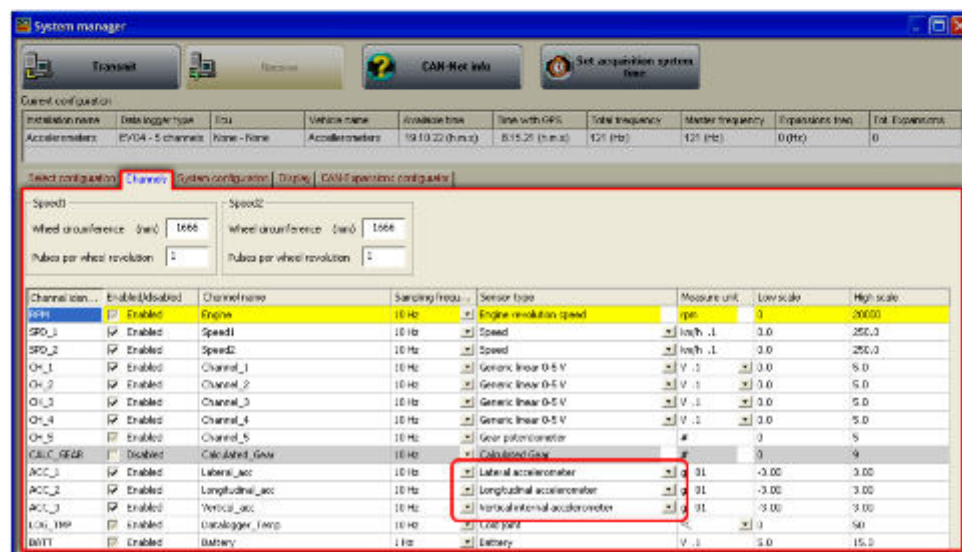 System manager
Transmit
Receive
CAN-Net info
Set acquisition system time
Current configuration
Installation name Data logger type Ecu Vehicle name Available time Time with GPS Total frequency Master frequency Expansions freq. Tot. Expansions
Accelerometers EVO4 - 5 channels None - None Accelerometers 19.10.22 (h.m.s) 8.15.21 (h.m.s) 121 (Hz) 121 (Hz) 0 (Hz) 0
Select configuration Channels System configuration Display CAN Expansions configurator
Speed1 Speed2
Wheel circumference (mm) 1666 Wheel circumference (mm) 1666
Pulses per wheel revolution 1 Pulses per wheel revolution 1
Channel iden... Enabled/disabled Channel name Sampling frequ... Sensor type Measure unit Low scale High scale
RPM Enabled Engine 10 Hz Engine revolution speed rpm 0 20000
SPD_1 Enabled Speed1 10 Hz Speed km/h .1 0.0 250.0
SPD_2 Enabled Speed2 10 Hz Speed km/h .1 0.0 250.0
CH_1 Enabled Channel_1 10 Hz Generic linear 0-5 V V .1 0.0 5.0
CH_2 Enabled Channel_2 10 Hz Generic linear 0-5 V V .1 0.0 5.0
CH_3 Enabled Channel_3 10 Hz Generic linear 0-5 V V .1 0.0 5.0
CH_4 Enabled Channel_4 10 Hz Generic linear 0-5 V V .1 0.0 5.0
CH_5 Enabled Channel_5 10 Hz Gear potentiometer # 0 5
CALC_GEAR Disabled Calculated_Gear 10 Hz Calculated Gear # 0 9
ACC_1 Enabled Lateral_acc 10 Hz Lateral accelerometer g .01 -3.00 3.00
ACC_2 Enabled Longitudinal_acc 10 Hz Longitudinal accelerometer g .01 -3.00 3.00
ACC_3 Enabled Vertical_acc 10 Hz Vertical internal accelerometer g .01 -3.00 3.00
LOG_TMP Enabled Datalogger_Temp 10 Hz Cold joint 0 50
BATT Enabled Battery 1 Hz Battery V .1 5.0 15.0